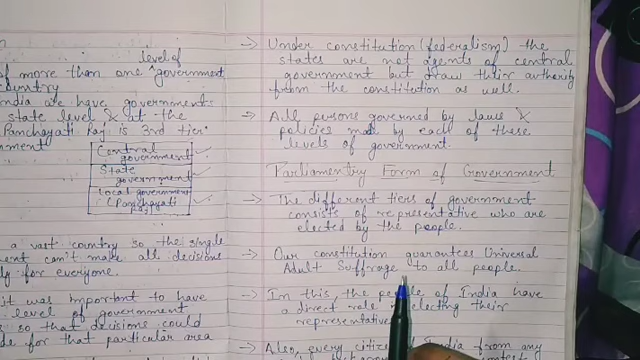 level of
of more than one ^government
country
India we have governments
state level & at the
Panchayati Raj is 3rd tier
nment
Central
government
State
government
Local government
(Panchayati
Raj)
a vast country so the single
ment can't make all decisions
ly for everyone.
it was important to have
level of government
s so that decisions could
de for that particular area
→ Under constitution (federalism) the
states are not agents of central
government but draw their authority
from the constitution as well.
→ All persons governed by laws &
policies mad by each of these
levels of government.
Parliamentry Form of Government
→ The different tiers of government
consists of representative who are
elected by the people.
→ Our constitution guarantees Universal
Adult Suffrage to all people.
→ In this, the people of India have
a direct role in electing their
representative
→ Also, every citizen of India from any